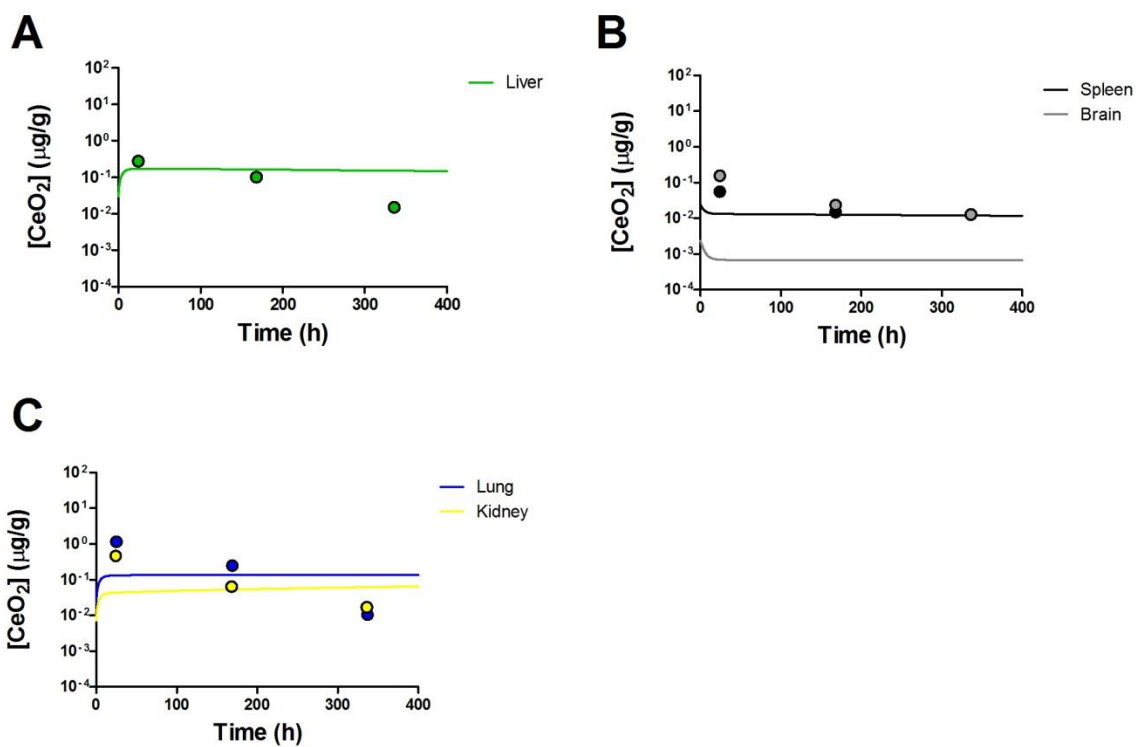 A
[CeO₂] (μg/g)
10²
10¹
10⁰
10⁻¹
10⁻²
10⁻³
10⁻⁴
0 100 200 300 400
Time (h)
Liver
B
[CeO₂] (μg/g)
10²
10¹
10⁰
10⁻¹
10⁻²
10⁻³
10⁻⁴
0 100 200 300 400
Time (h)
Spleen
Brain
C
[CeO₂] (μg/g)
10²
10¹
10⁰
10⁻¹
10⁻²
10⁻³
10⁻⁴
0 100 200 300 400
Time (h)
Lung
Kidney